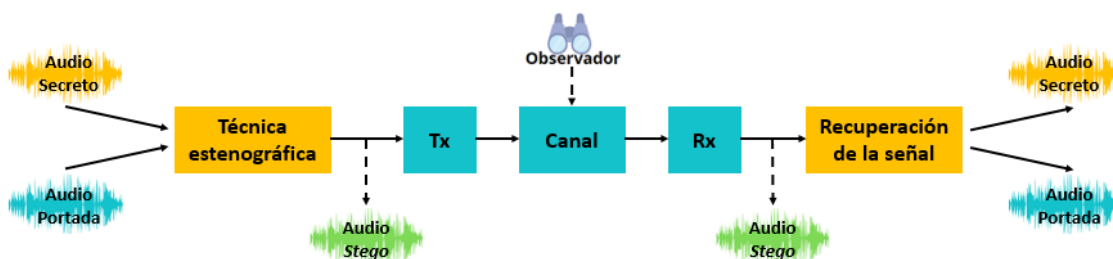 Audio
Secreto
Audio
Portada
Técnica
estenográfica
Audio
Stego
Tx
Observador
Canal
Rx
Audio
Stego
Recuperación
de la señal
Audio
Secreto
Audio
Portada